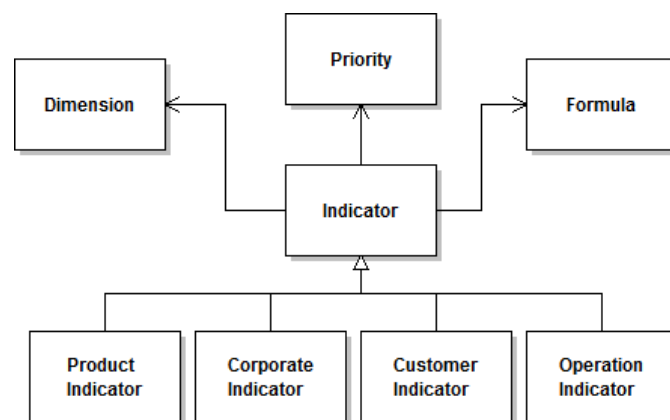 Priority
Dimension
Formula
Indicator
Product
Indicator
Corporate
Indicator
Customer
Indicator
Operation
Indicator